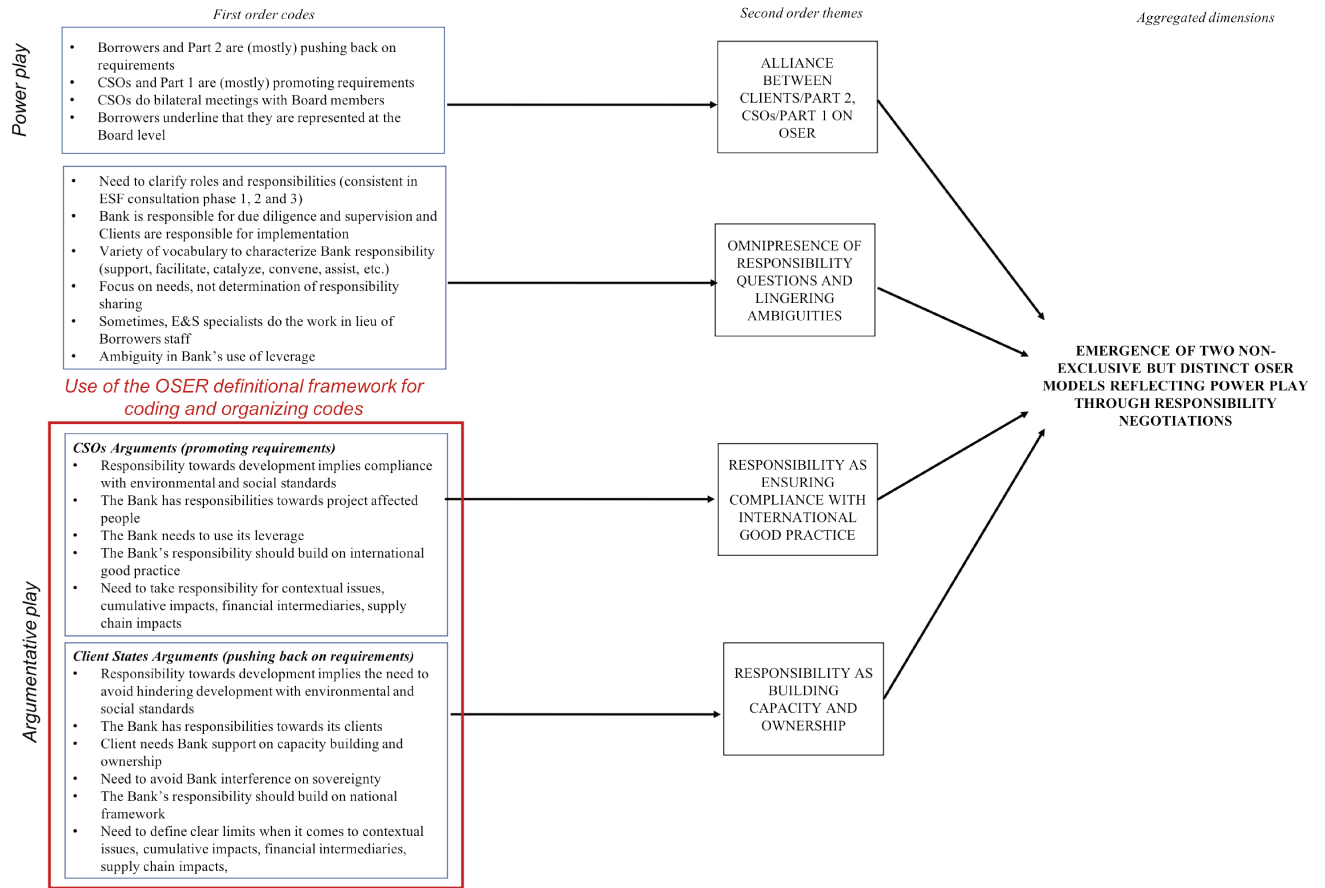 First order codes
Second order themes
Aggregated dimensions
Power play
• Borrowers and Part 2 are (mostly) pushing back on
requirements
• CSOs and Part 1 are (mostly) promoting requirements
• CSOs do bilateral meetings with Board members
• Borrowers underline that they are represented at the
Board level
ALLIANCE
BETWEEN
CLIENTS/PART 2,
CSOs/PART 1 ON
OSER
• Need to clarify roles and responsibilities (consistent in
ESF consultation phase 1, 2 and 3)
• Bank is responsible for due diligence and supervision and
Clients are responsible for implementation
• Variety of vocabulary to characterize Bank responsibility
(support, facilitate, catalyze, convene, assist, etc.)
• Focus on needs, not determination of responsibility
sharing
• Sometimes, E&S specialists do the work in lieu of
Borrowers staff
• Ambiguity in Bank's use of leverage
OMNIPRESENCE OF
RESPONSIBILITY
QUESTIONS AND
LINGERING
AMBIGUITIES
EMERGENCE OF TWO NON-
EXCLUSIVE BUT DISTINCT OSER
MODELS REFLECTING POWER PLAY
THROUGH RESPONSIBILITY
NEGOTIATIONS
Use of the OSER definitional framework for
coding and organizing codes
Argumentative play
CSOs Arguments (promoting requirements)
• Responsibility towards development implies compliance
with environmental and social standards
• The Bank has responsibilities towards project affected
people
• The Bank needs to use its leverage
• The Bank's responsibility should build on international
good practice
• Need to take responsibility for contextual issues,
cumulative impacts, financial intermediaries, supply
chain impacts
RESPONSIBILITY AS
ENSURING
COMPLIANCE WITH
INTERNATIONAL
GOOD PRACTICE
Client States Arguments (pushing back on requirements)
• Responsibility towards development implies the need to
avoid hindering development with environmental and
social standards
• The Bank has responsibilities towards its clients
• Client needs Bank support on capacity building and
ownership
• Need to avoid Bank interference on sovereignty
• The Bank's responsibility should build on national
framework
• Need to define clear limits when it comes to contextual
issues, cumulative impacts, financial intermediaries,
supply chain impacts,
RESPONSIBILITY AS
BUILDING
CAPACITY AND
OWNERSHIP